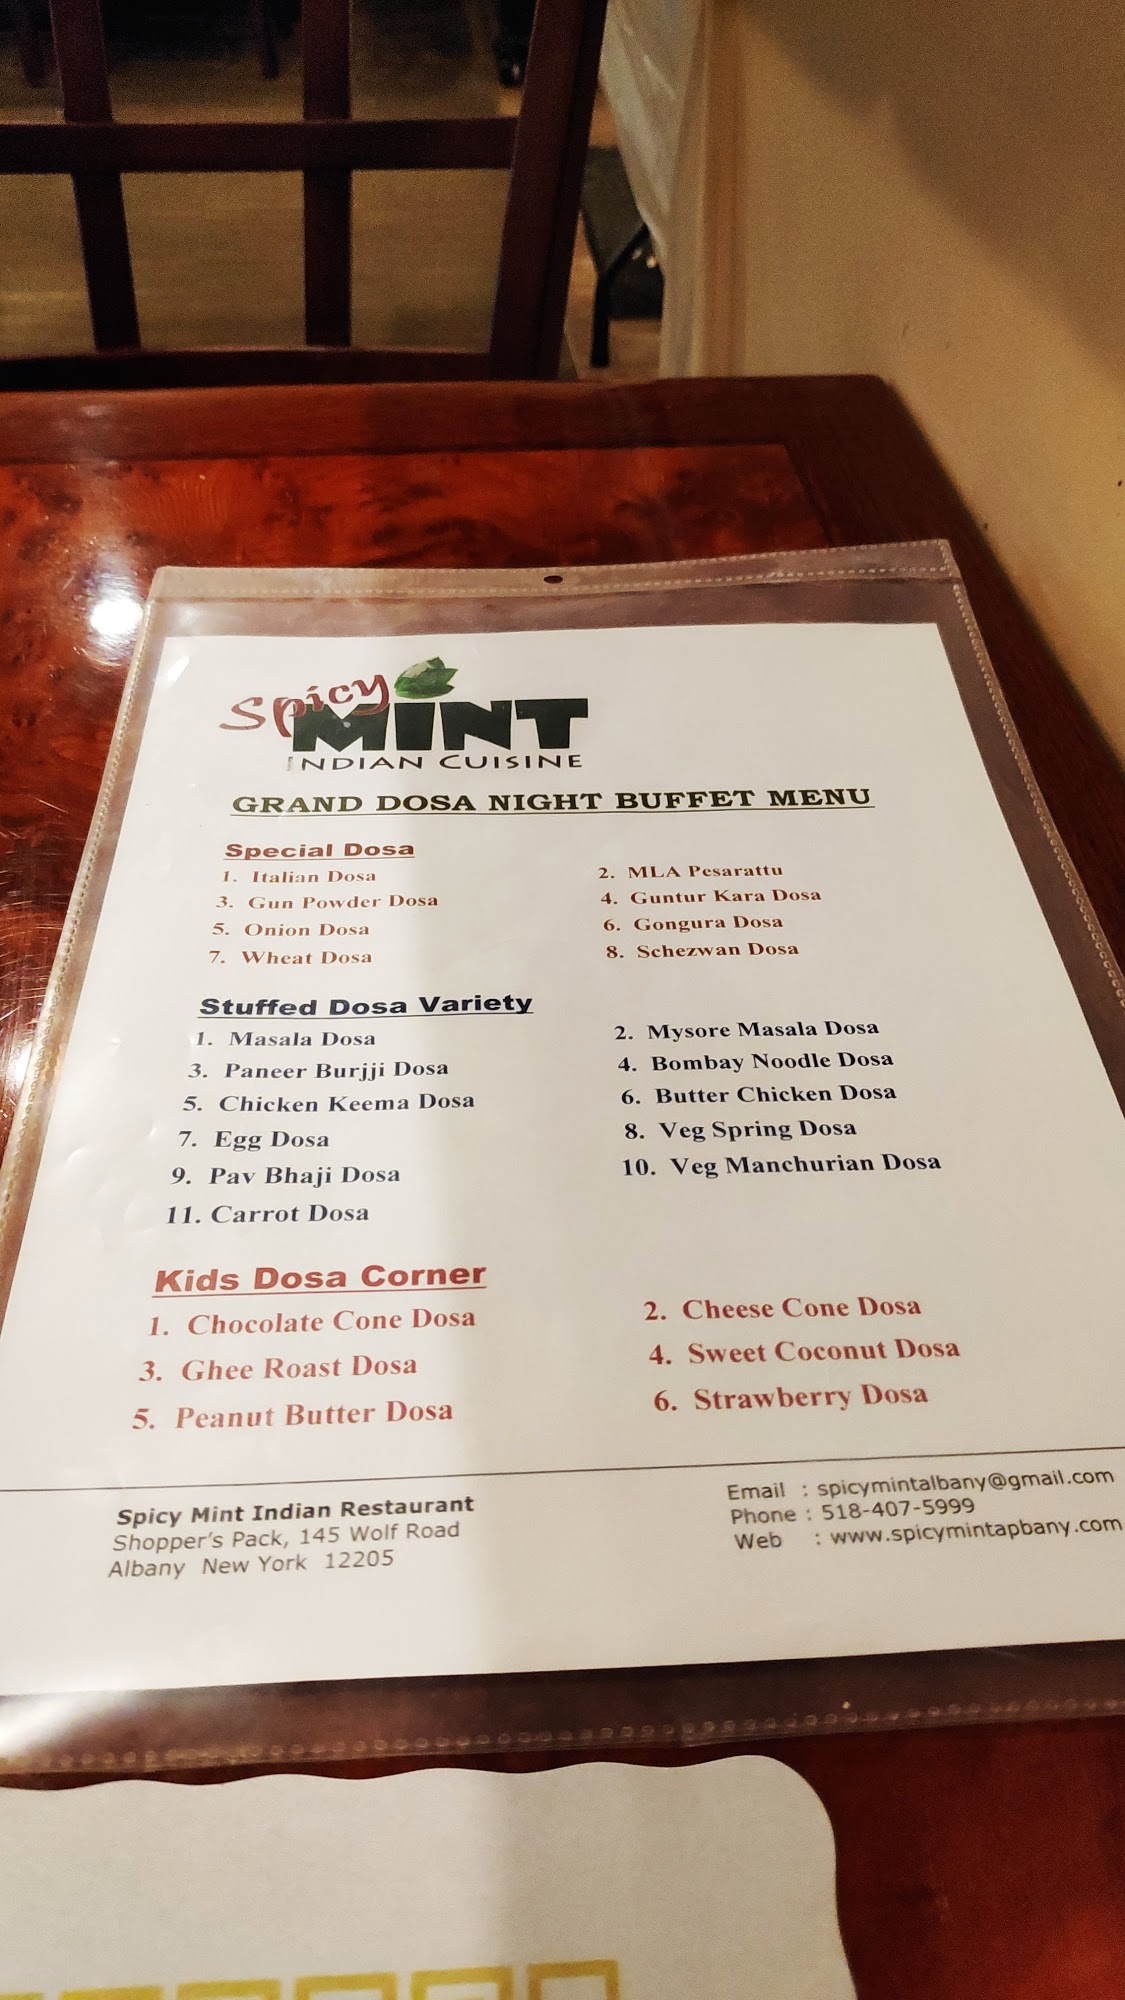 Spicy
MINT
INDIAN CUISINE
GRAND DOSA NIGHT BUFFET MENU
Special Dosa
1. Italian Dosa 2. MLA Pesarattu
3. Gun Powder Dosa 4. Guntur Kara Dosa
5. Onion Dosa 6. Gongura Dosa
7. Wheat Dosa 8. Schezwan Dosa
Stuffed Dosa Variety
1. Masala Dosa 2. Mysore Masala Dosa
3. Paneer Burjji Dosa 4. Bombay Noodle Dosa
5. Chicken Keema Dosa 6. Butter Chicken Dosa
7. Egg Dosa 8. Veg Spring Dosa
9. Pav Bhaji Dosa 10. Veg Manchurian Dosa
11. Carrot Dosa
Kids Dosa Corner
1. Chocolate Cone Dosa 2. Cheese Cone Dosa
3. Ghee Roast Dosa 4. Sweet Coconut Dosa
5. Peanut Butter Dosa 6. Strawberry Dosa
Spicy Mint Indian Restaurant
Shopper's Pack, 145 Wolf Road
Albany New York 12205
Email : spicymintalbany@gmail.com
Phone : 518-407-5999
Web : www.spicymintapbany.com